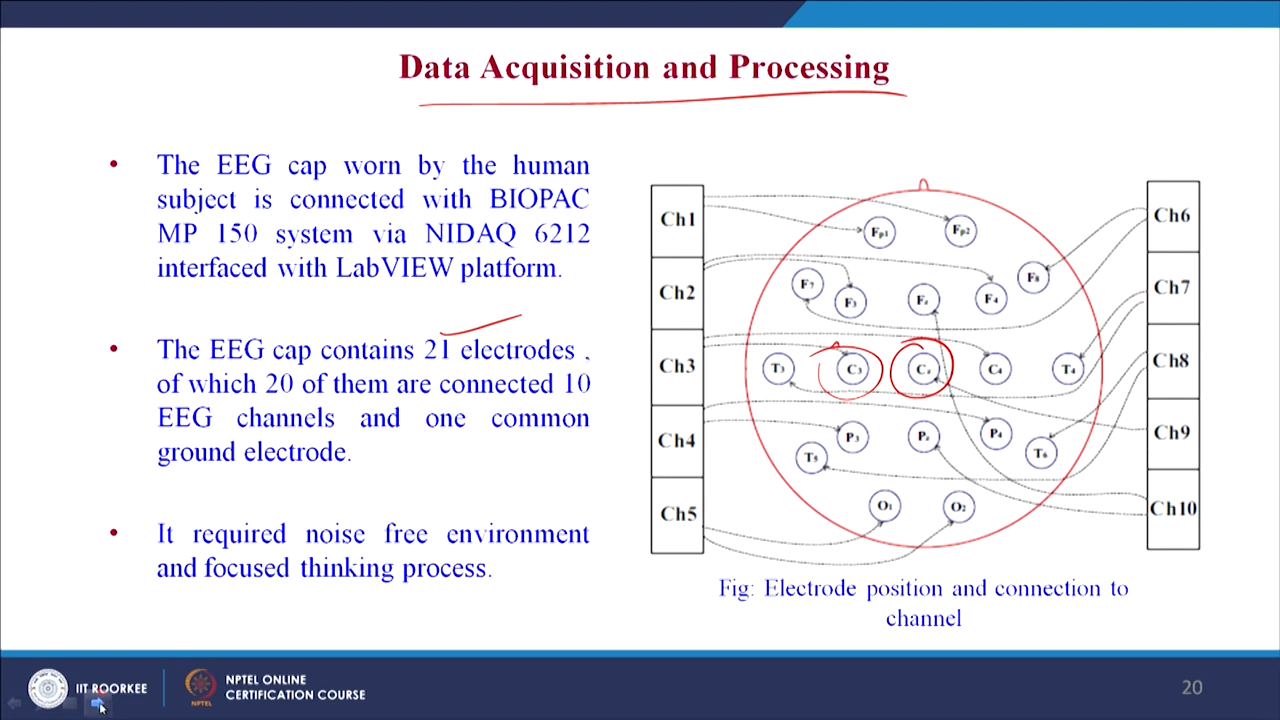 Data Acquisition and Processing
• The EEG cap worn by the human
subject is connected with BIOPAC
MP 150 system via NIDAQ 6212
interfaced with LabVIEW platform.
• The EEG cap contains 21 electrodes ,
of which 20 of them are connected 10
EEG channels and one common
ground electrode.
• It required noise free environment
and focused thinking process.
Ch1
Ch2
Ch3
Ch4
Ch5
Fp1 Fp2
F7 F3 Fz F4 F8
T3 C3 Cz C4 T4
T5 P3 Pz P4 T6
O1 O2
Ch6
Ch7
Ch8
Ch9
Ch10
Fig: Electrode position and connection to
channel
IIT ROORKEE
NPTEL
NPTEL ONLINE
CERTIFICATION COURSE
20